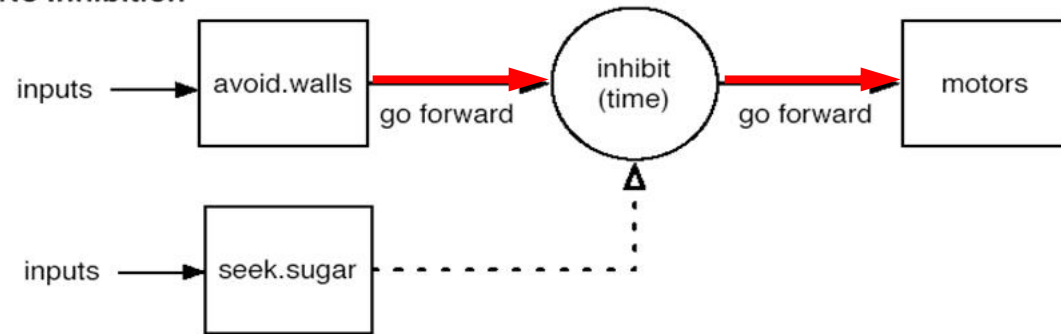 inputs
avoid.walls
go forward
inhibit
(time)
go forward
motors
inputs
seek.sugar